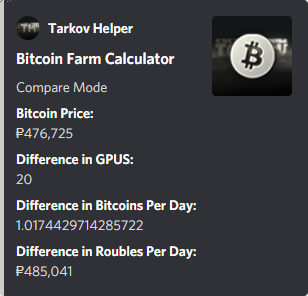 Tarkov Helper
Bitcoin Farm Calculator
Compare Mode
Bitcoin Price:
₽476,725
Difference in GPUS:
20
Difference in Bitcoins Per Day:
1.0174429714285722
Difference in Roubles Per Day:
₽485,041